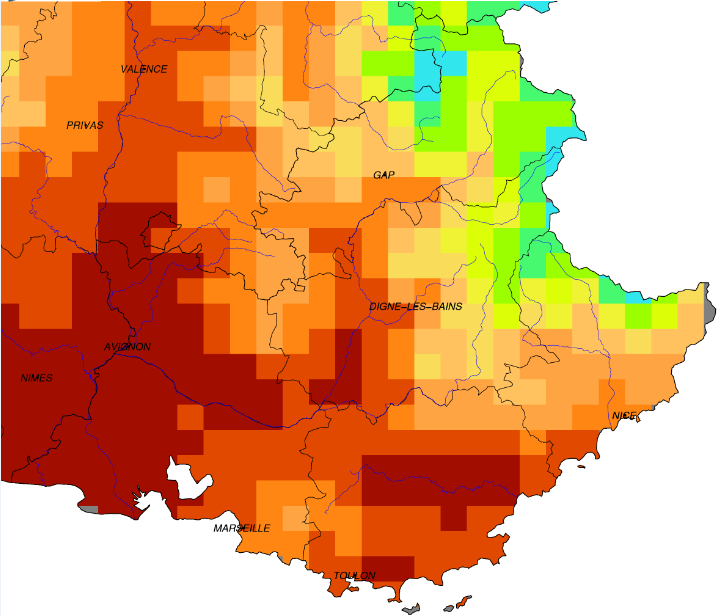 VALENCE
PRIVAS
GAP
DIGNE-LES-BAINS
AVIGNON
NIMES
NICE
MARSEILLE
TOULON